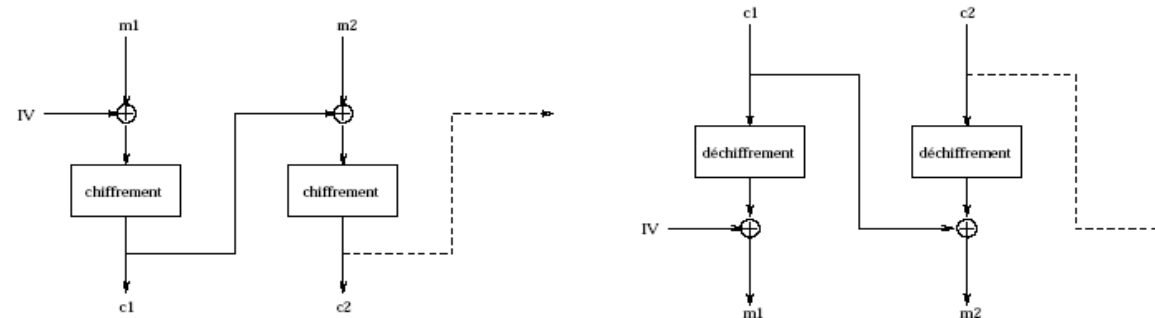 m1
m2
IV
chiffrement
chiffrement
c1
c2
c1
c2
déchiffrement
déchiffrement
IV
m1
m2